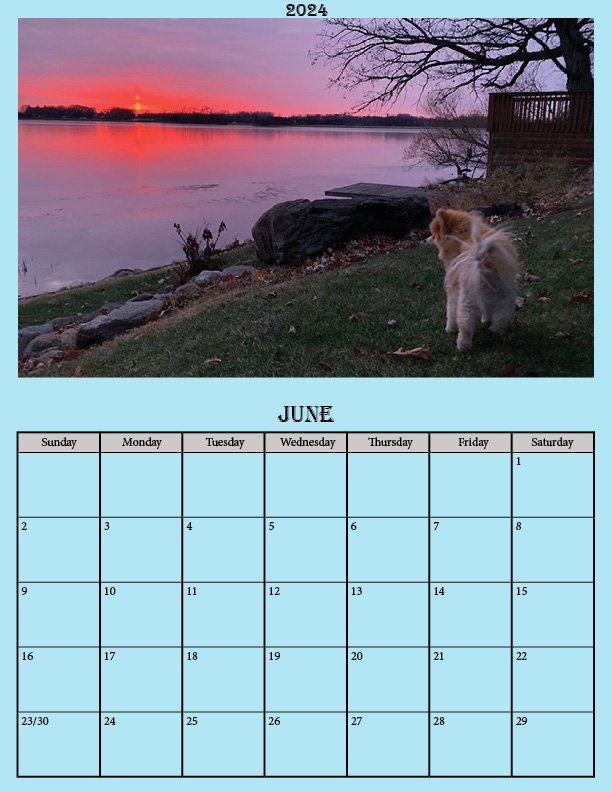 2024
JUNE
Sunday Monday Tuesday Wednesday Thursday Friday Saturday
1
2 3 4 5 6 7 8
9 10 11 12 13 14 15
16 17 18 19 20 21 22
23/30 24 25 26 27 28 29